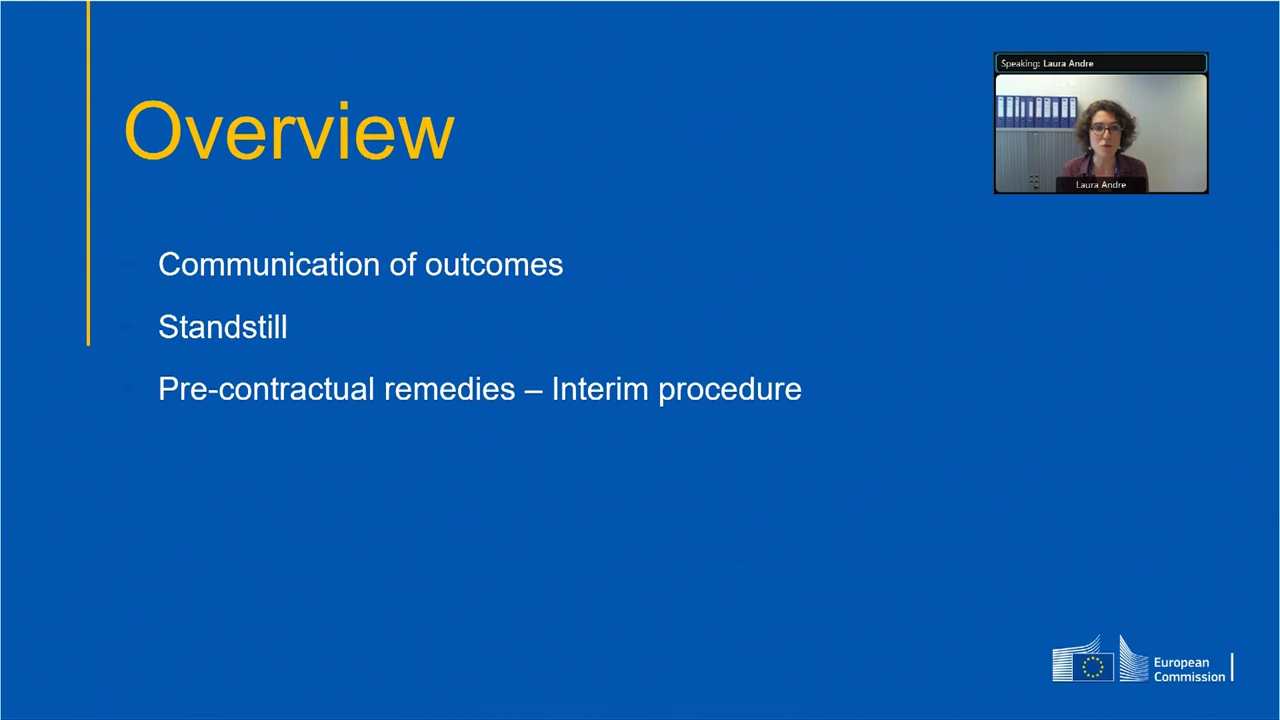 Overview
Speaking: Laura Andre
Laura Andre
Communication of outcomes
Standstill
Pre-contractual remedies – Interim procedure
European
Commission